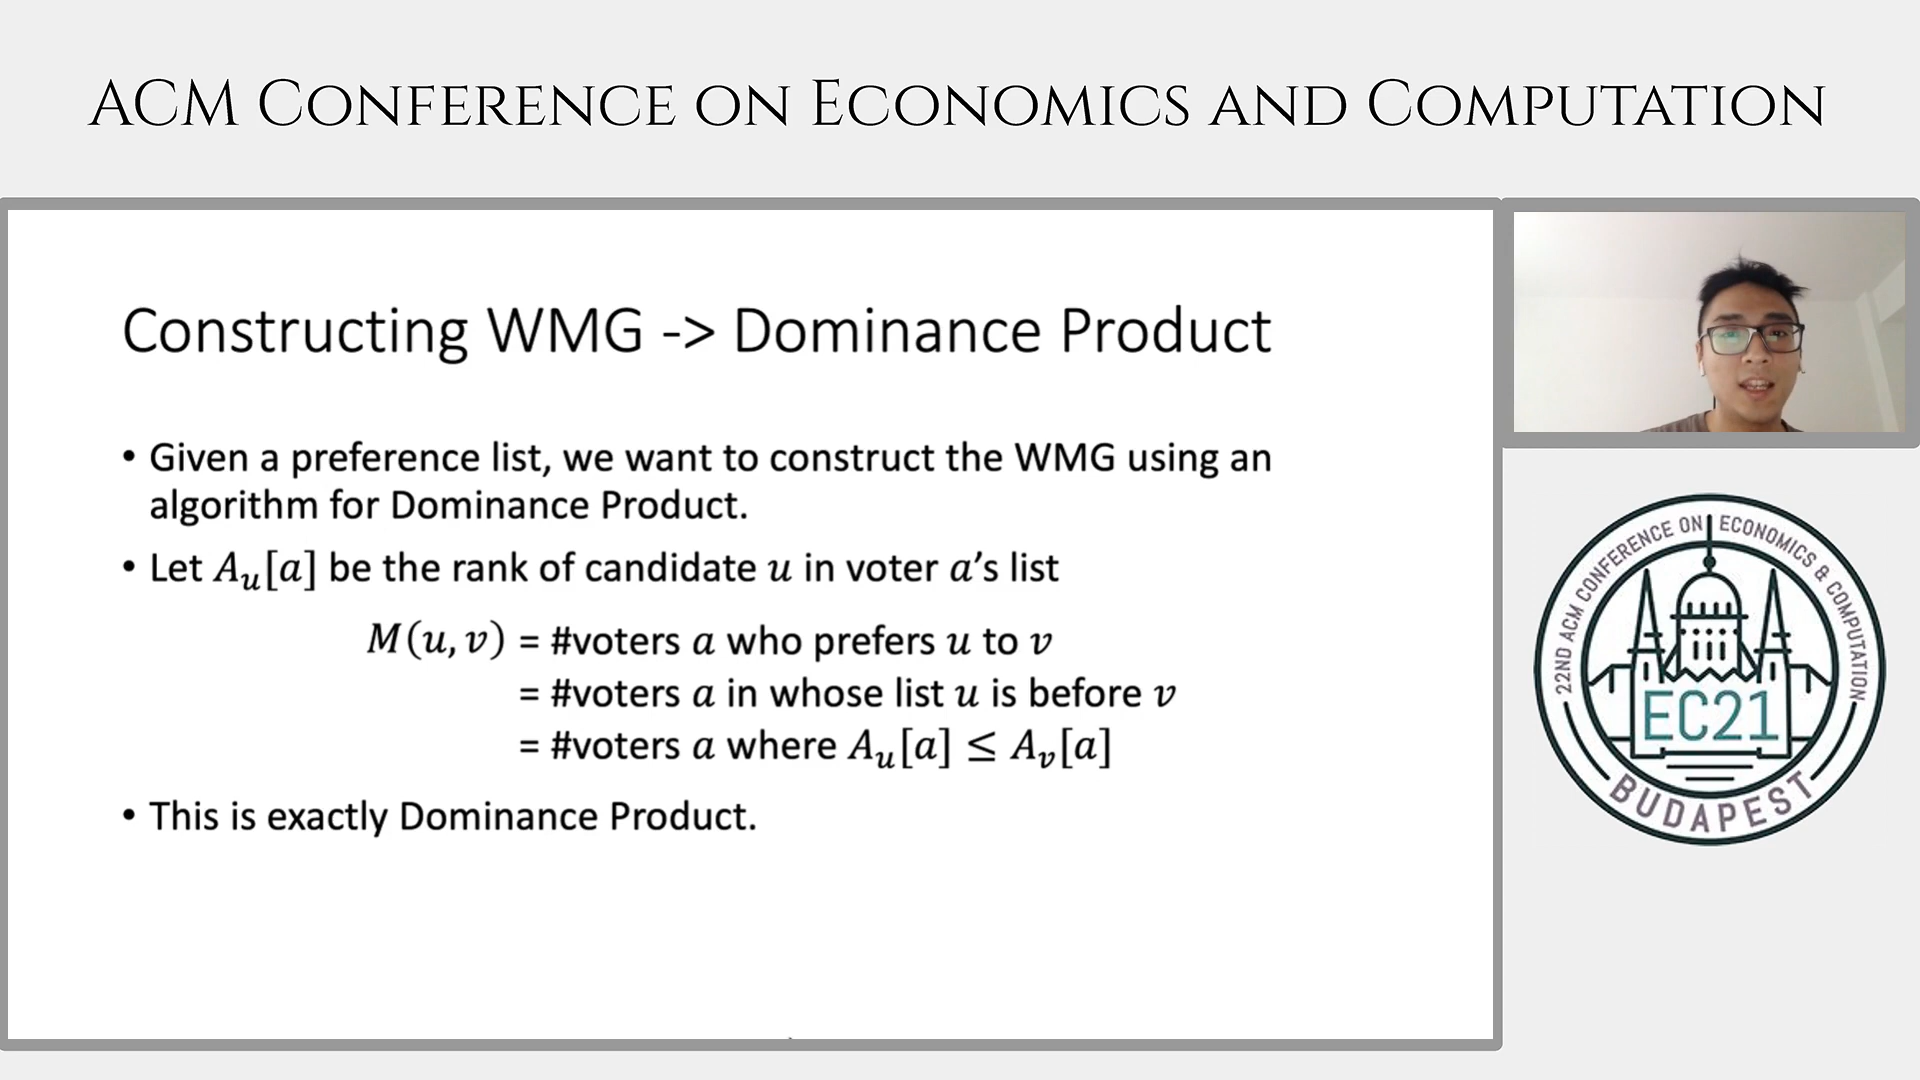 ACM Conference on Economics and Computation
Constructing WMG -> Dominance Product
• Given a preference list, we want to construct the WMG using an
algorithm for Dominance Product.
• Let A_u[a] be the rank of candidate u in voter a's list
M(u, v) = #voters a who prefers u to v
= #voters a in whose list u is before v
= #voters a where A_u[a] ≤ A_v[a]
• This is exactly Dominance Product.
22ND ACM CONFERENCE ON ECONOMICS & COMPUTATION
EC21
BUDAPEST